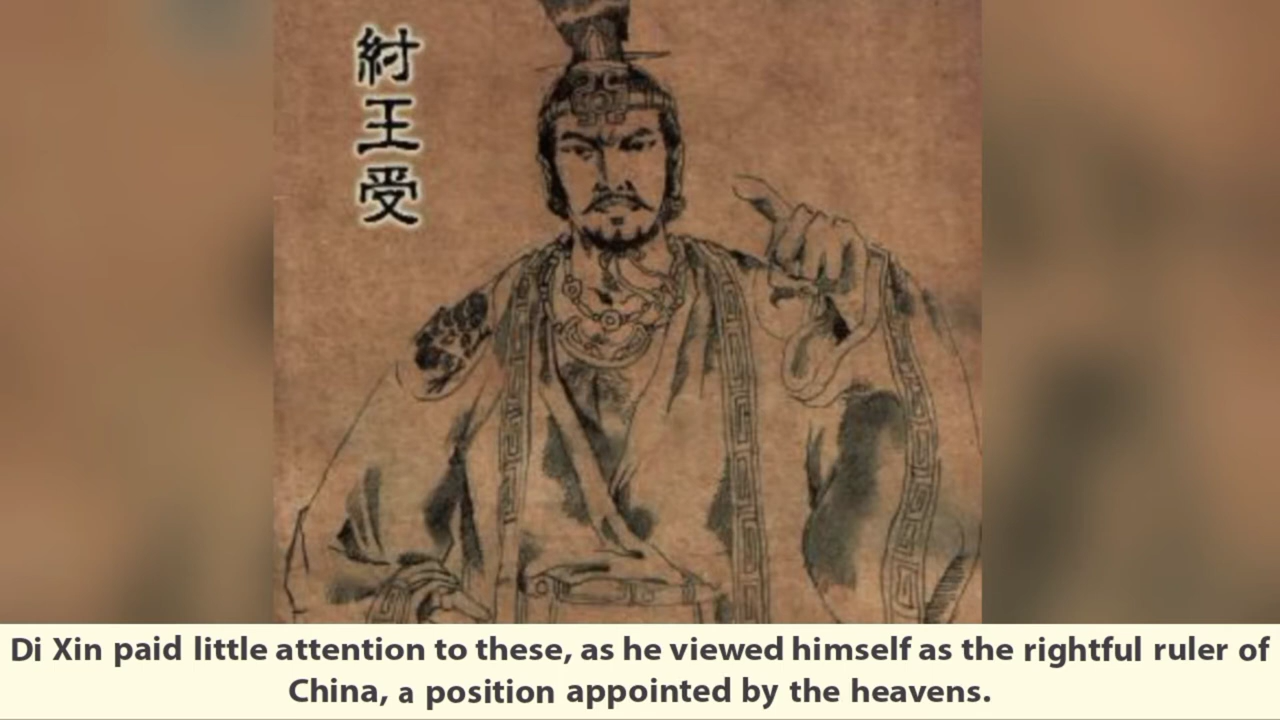 紂王受
Di Xin paid little attention to these, as he viewed himself as the rightful ruler of
China, a position appointed by the heavens.